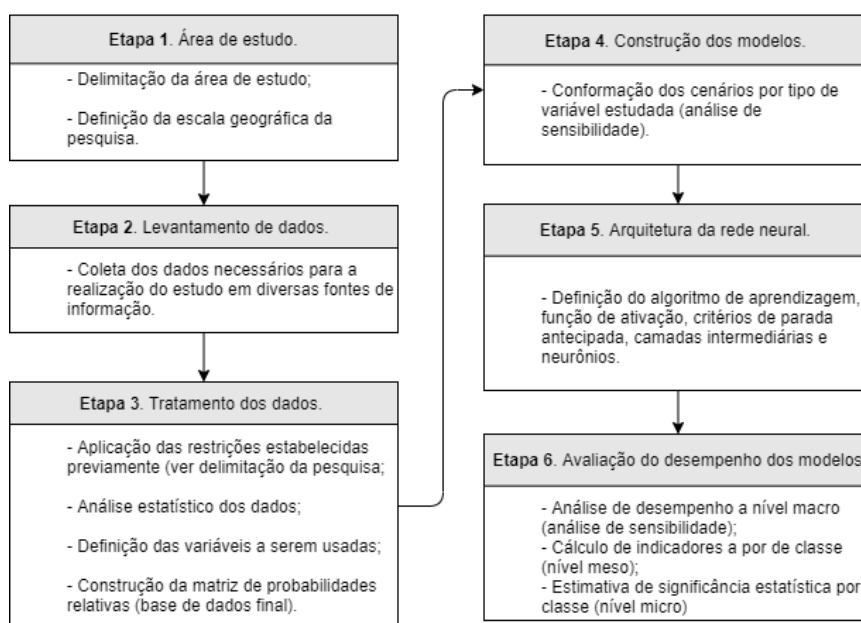 Etapa 1. Área de estudo.
- Delimitação da área de estudo;
- Definição da escala geográfica da
pesquisa.
Etapa 2. Levantamento de dados.
- Coleta dos dados necessários para a
realização do estudo em diversas fontes de
informação.
Etapa 3. Tratamento dos dados.
- Aplicação das restrições estabelecidas
previamente (ver delimitação da pesquisa;
- Análise estatístico dos dados;
- Definição das variáveis a serem usadas;
- Construção da matriz de probabilidades
relativas (base de dados final).
Etapa 4. Construção dos modelos.
- Conformação dos cenários por tipo de
variável estudada (análise de
sensibilidade).
Etapa 5. Arquitetura da rede neural.
- Definição do algoritmo de aprendizagem,
função de ativação, critérios de parada
antecipada, camadas intermediárias e
neurônios.
Etapa 6. Avaliação do desempenho dos modelos
- Análise de desempenho a nível macro
(análise de sensibilidade);
- Cálculo de indicadores a por de classe
(nível meso);
- Estimativa de significância estatística por
classe (nível micro)